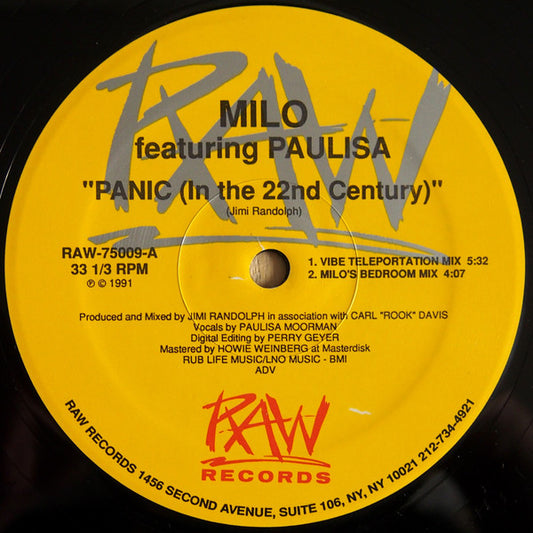 RAW
MILO
featuring PAULISA
"PANIC (In the 22nd Century)"
(Jimi Randolph)
RAW-75009-A
33 1/3 RPM
℗ © 1991
1. VIBE TELEPORTATION MIX 5:32
2. MILO'S BEDROOM MIX 4:07
Produced and Mixed by JIMI RANDOLPH in association with CARL "ROOK" DAVIS
Vocals by PAULISA MOORMAN
Digital Editing by PERRY GEYER
Mastered by HOWIE WEINBERG at Masterdisk
RUB LIFE MUSIC/LNO MUSIC - BMI
ADV
RAW
RECORDS
RAW RECORDS 1456 SECOND AVENUE, SUITE 106, NY, NY 10021 212-734-4921